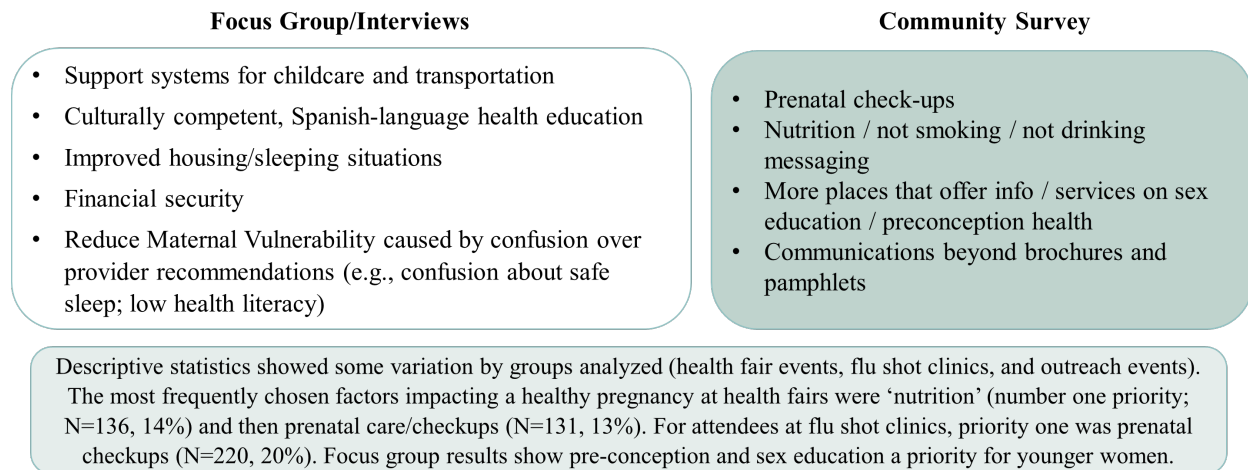 Focus Group/Interviews
• Support systems for childcare and transportation
• Culturally competent, Spanish-language health education
• Improved housing/sleeping situations
• Financial security
• Reduce Maternal Vulnerability caused by confusion over
provider recommendations (e.g., confusion about safe
sleep; low health literacy)
Community Survey
• Prenatal check-ups
• Nutrition / not smoking / not drinking
messaging
• More places that offer info / services on sex
education / preconception health
• Communications beyond brochures and
pamphlets
Descriptive statistics showed some variation by groups analyzed (health fair events, flu shot clinics, and outreach events).
The most frequently chosen factors impacting a healthy pregnancy at health fairs were ‘nutrition’ (number one priority;
N=136, 14%) and then prenatal care/checkups (N=131, 13%). For attendees at flu shot clinics, priority one was prenatal
checkups (N=220, 20%). Focus group results show pre-conception and sex education a priority for younger women.